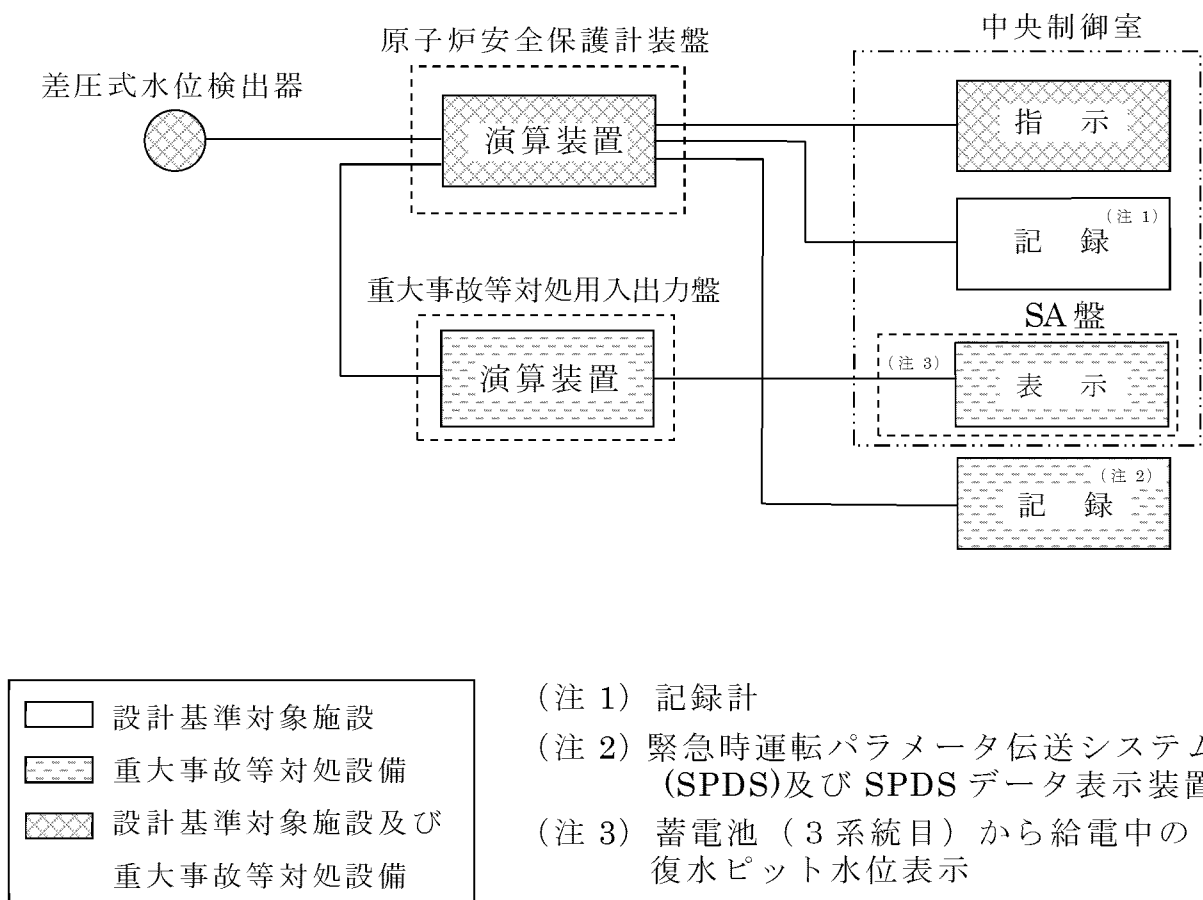 中央制御室
原子炉安全保護計装盤
差圧式水位検出器
演算装置
指 示
記 録 (注 1)
重大事故等対処用入出力盤
SA 盤
演算装置
(注 3)
表 示
記 録 (注 2)
設計基準対象施設
重大事故等対処設備
設計基準対象施設及び
重大事故等対処設備
(注 1) 記録計
(注 2) 緊急時運転パラメータ伝送システム
(SPDS)及び SPDS データ表示装置
(注 3) 蓄電池(3系統目)から給電中の
復水ピット水位表示